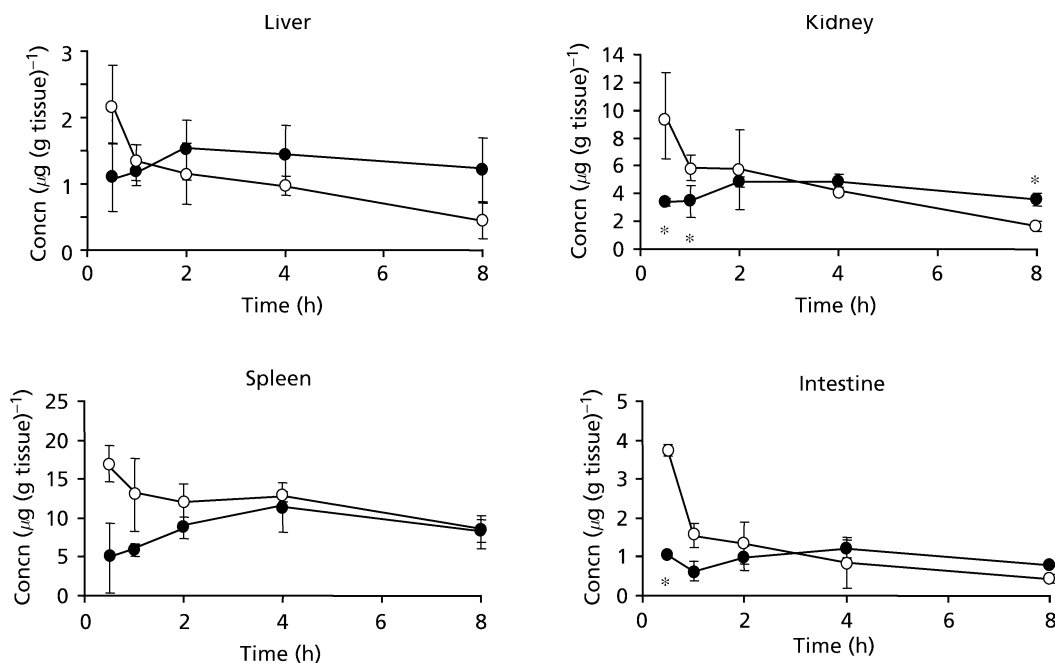 Liver
Concn (μg (g tissue)⁻¹)
3
2
1
0
0 2 4 6 8
Time (h)
Kidney
Concn (μg (g tissue)⁻¹)
14
12
10
8
6
4
2
0
*
* *
0 2 4 6 8
Time (h)
Spleen
Concn (μg (g tissue)⁻¹)
25
20
15
10
5
0
0 2 4 6 8
Time (h)
Intestine
Concn (μg (g tissue)⁻¹)
5
4
3
2
1
0
*
0 2 4 6 8
Time (h)